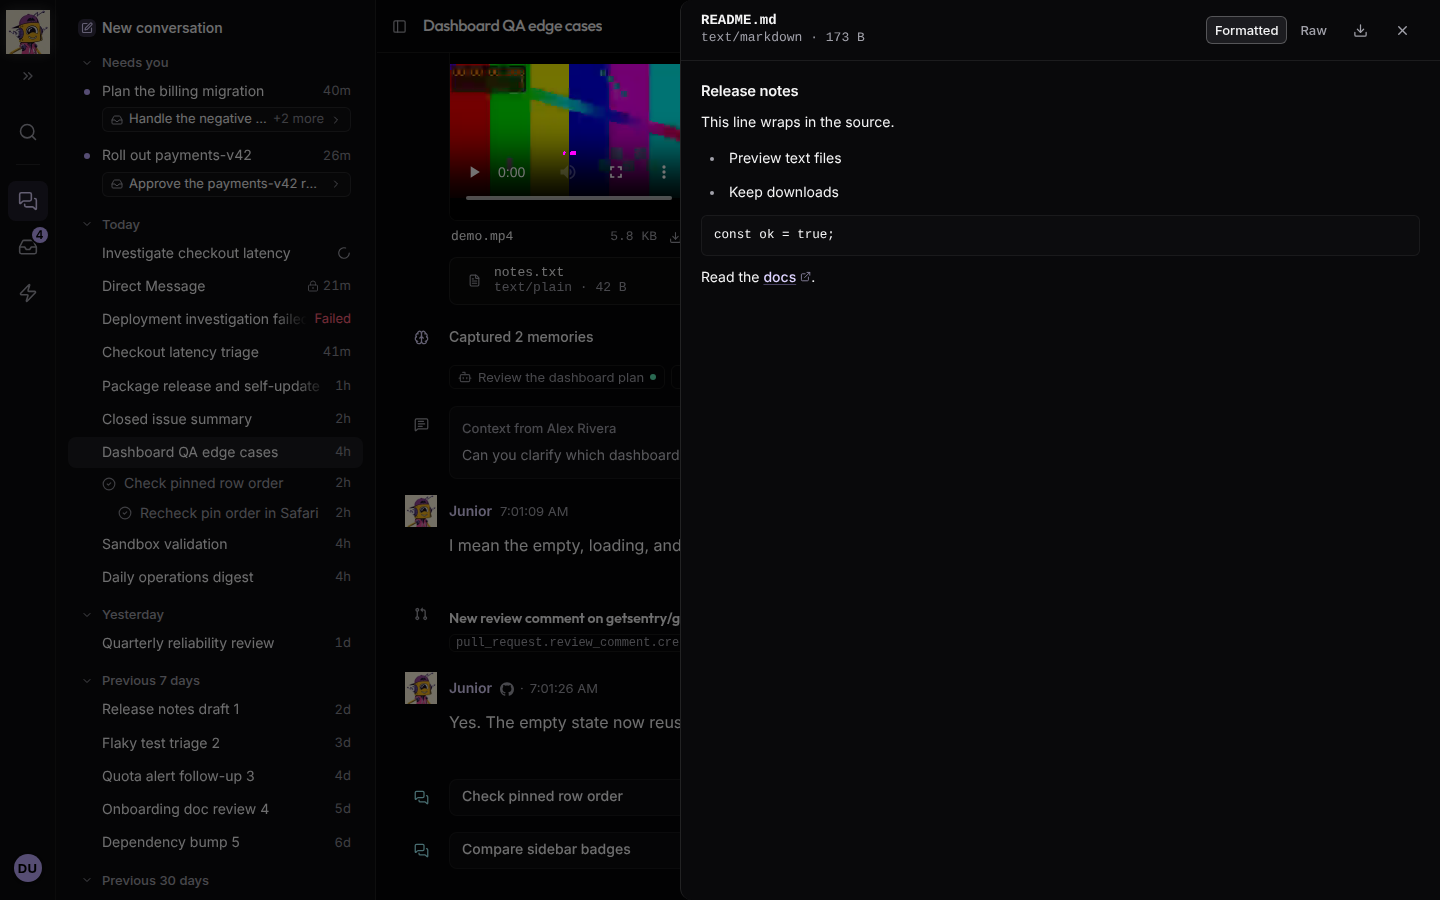 New conversation
Needs you
Plan the billing migration 40m
Handle the negative ... +2 more
Roll out payments-v42 26m
Approve the payments-v42 r...
Today
Investigate checkout latency
4
Direct Message 21m
Deployment investigation failed Failed
Checkout latency triage 41m
Package release and self-update 1h
Closed issue summary 2h
Dashboard QA edge cases 4h
Check pinned row order 2h
Recheck pin order in Safari 2h
Sandbox validation 4h
Daily operations digest 4h
Yesterday
Quarterly reliability review 1d
Previous 7 days
Release notes draft 1 2d
Flaky test triage 2 3d
Quota alert follow-up 3 4d
Onboarding doc review 4 5d
Dependency bump 5 6d
Previous 30 days
DU
Dashboard QA edge cases
0:00
demo.mp4 5.8 KB
notes.txt
text/plain · 42 B
Captured 2 memories
Review the dashboard plan
Context from Alex Rivera
Can you clarify which dashboard
Junior 7:01:09 AM
I mean the empty, loading, and
New review comment on getsentry/g
pull_request.review_comment.cre
Junior · 7:01:26 AM
Yes. The empty state now reus
Check pinned row order
Compare sidebar badges
README.md
text/markdown · 173 B
Formatted Raw
Release notes
This line wraps in the source.
• Preview text files
• Keep downloads
const ok = true;
Read the docs.